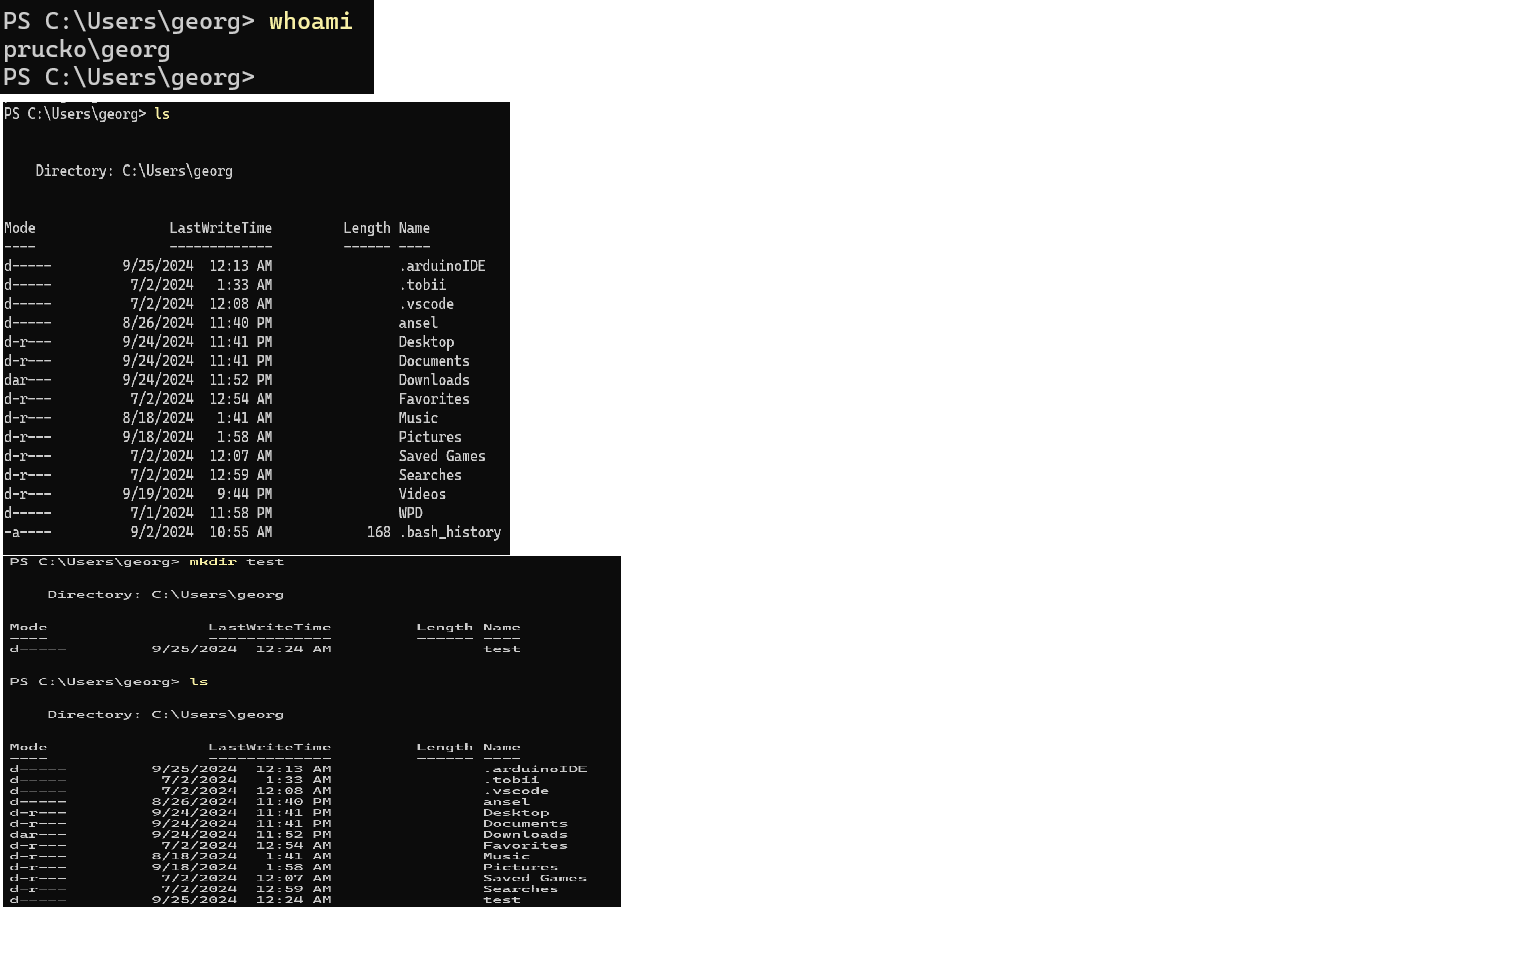 PS C:\Users\georg> whoami
prucko\georg
PS C:\Users\georg>
PS C:\Users\georg> ls
Directory: C:\Users\georg
Mode LastWriteTime Length Name
---- ------------- ------ ----
d----- 9/25/2024 12:13 AM .arduinoIDE
d----- 7/2/2024 1:33 AM .tobii
d----- 7/2/2024 12:08 AM .vscode
d----- 8/26/2024 11:40 PM ansel
d-r--- 9/24/2024 11:41 PM Desktop
d-r--- 9/24/2024 11:41 PM Documents
dar--- 9/24/2024 11:52 PM Downloads
d-r--- 7/2/2024 12:54 AM Favorites
d-r--- 8/18/2024 1:41 AM Music
d-r--- 9/18/2024 1:58 AM Pictures
d-r--- 7/2/2024 12:07 AM Saved Games
d-r--- 7/2/2024 12:59 AM Searches
d-r--- 9/19/2024 9:44 PM Videos
d----- 7/1/2024 11:58 PM WPD
-a---- 9/2/2024 10:55 AM 168 .bash_history
PS C:\Users\georg> mkdir test
Directory: C:\Users\georg
Mode LastWriteTime Length Name
---- ------------- ------ ----
d----- 9/25/2024 12:24 AM test
PS C:\Users\georg> ls
Directory: C:\Users\georg
Mode LastWriteTime Length Name
---- ------------- ------ ----
d----- 9/25/2024 12:13 AM .arduinoIDE
d----- 7/2/2024 1:33 AM .tobii
d----- 7/2/2024 12:08 AM .vscode
d----- 8/26/2024 11:40 PM ansel
d-r--- 9/24/2024 11:41 PM Desktop
d-r--- 9/24/2024 11:41 PM Documents
dar--- 9/24/2024 11:52 PM Downloads
d-r--- 7/2/2024 12:54 AM Favorites
d-r--- 8/18/2024 1:41 AM Music
d-r--- 9/18/2024 1:58 AM Pictures
d-r--- 7/2/2024 12:07 AM Saved Games
d-r--- 7/2/2024 12:59 AM Searches
d----- 9/25/2024 12:24 AM test